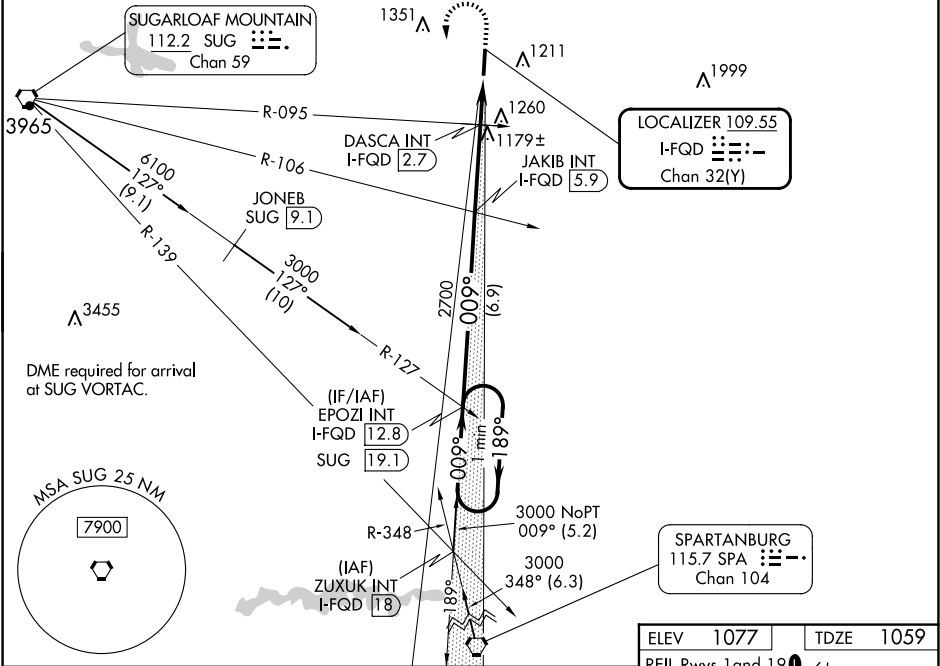 SUGARLOAF MOUNTAIN
112.2 SUG
Chan 59
1351
1211
1999
3965
R-095
1260
1179±
DASCA INT
I-FQD 2.7
LOCALIZER 109.55
I-FQD
Chan 32(Y)
R-106
JAKIB INT
I-FQD 5.9
6100
127°
(9.1)
JONEB
SUG 9.1
R-139
3000
127°
(10)
2700
009°
(6.9)
3455
R-127
DME required for arrival
at SUG VORTAC.
(IF/IAF)
EPOZI INT
I-FQD 12.8
SUG 19.1
009°
1 min
189°
MSA SUG 25 NM
7900
R-348
3000 NoPT
009° (5.2)
(IAF)
ZUXUK INT
I-FQD 18
3000
348° (6.3)
189°
SPARTANBURG
115.7 SPA
Chan 104
ELEV 1077 TDZE 1059